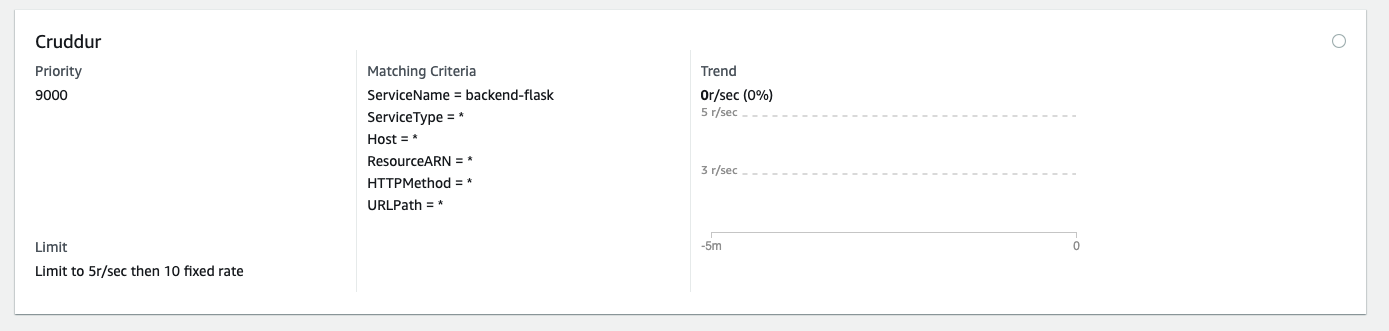 Cruddur
Priority
9000
Limit
Limit to 5r/sec then 10 fixed rate
Matching Criteria
ServiceName = backend-flask
ServiceType = *
Host = *
ResourceARN = *
HTTPMethod = *
URLPath = *
Trend
0r/sec (0%)
5 r/sec
3 r/sec
-5m
0